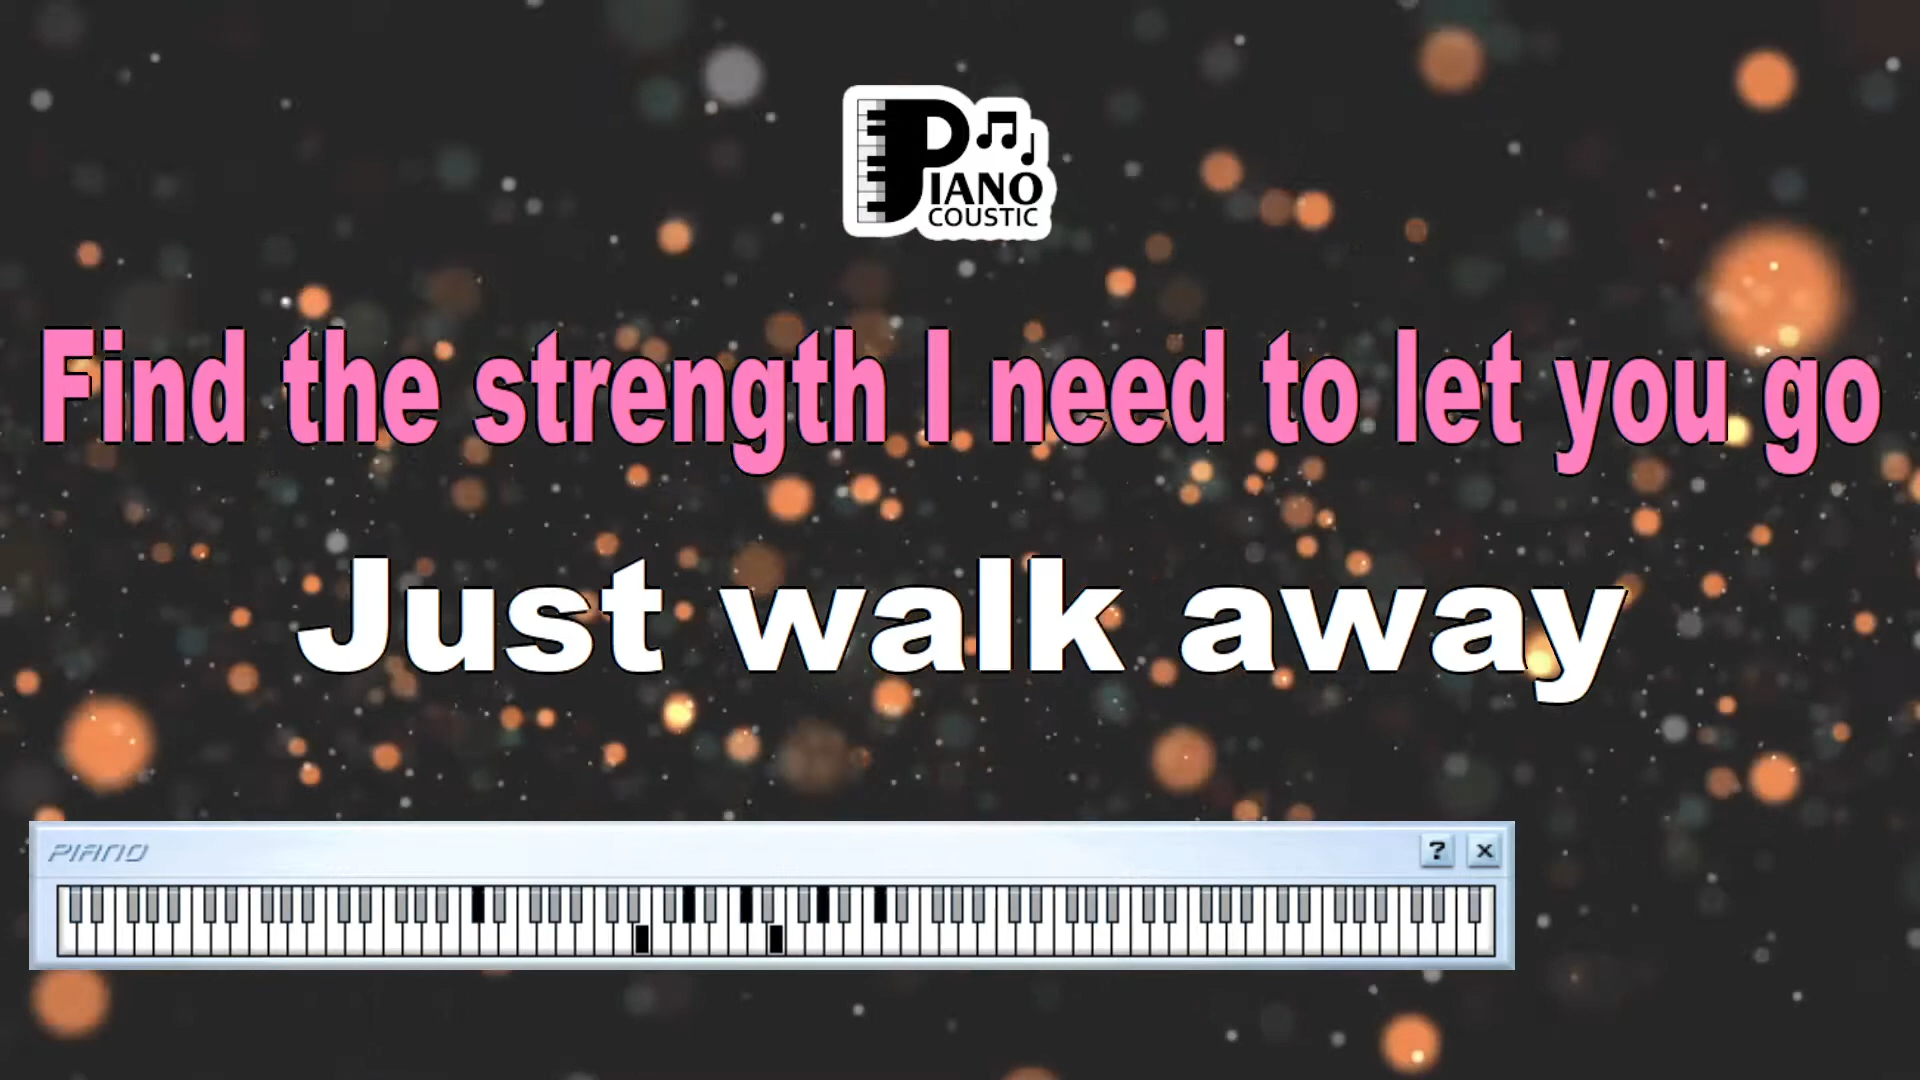 PIANO
COUSTIC
Find the strength I need to let you go
Just walk away
PIANO
? x